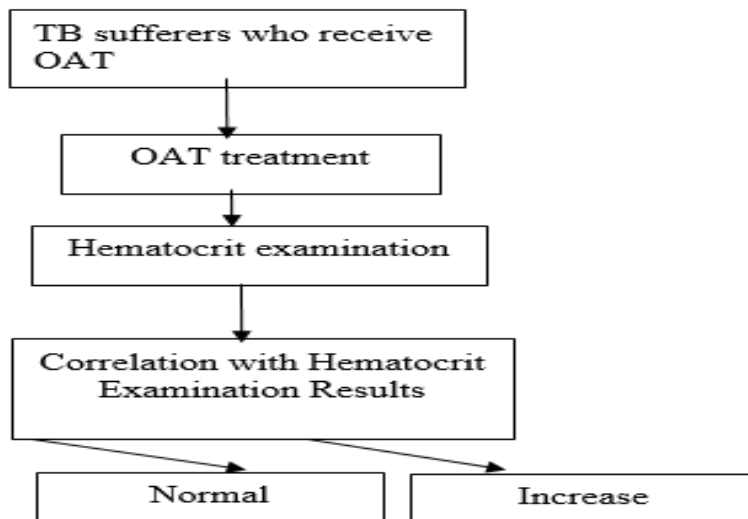 TB sufferers who receive
OAT
OAT treatment
Hematocrit examination
Correlation with Hematocrit
Examination Results
Normal
Increase